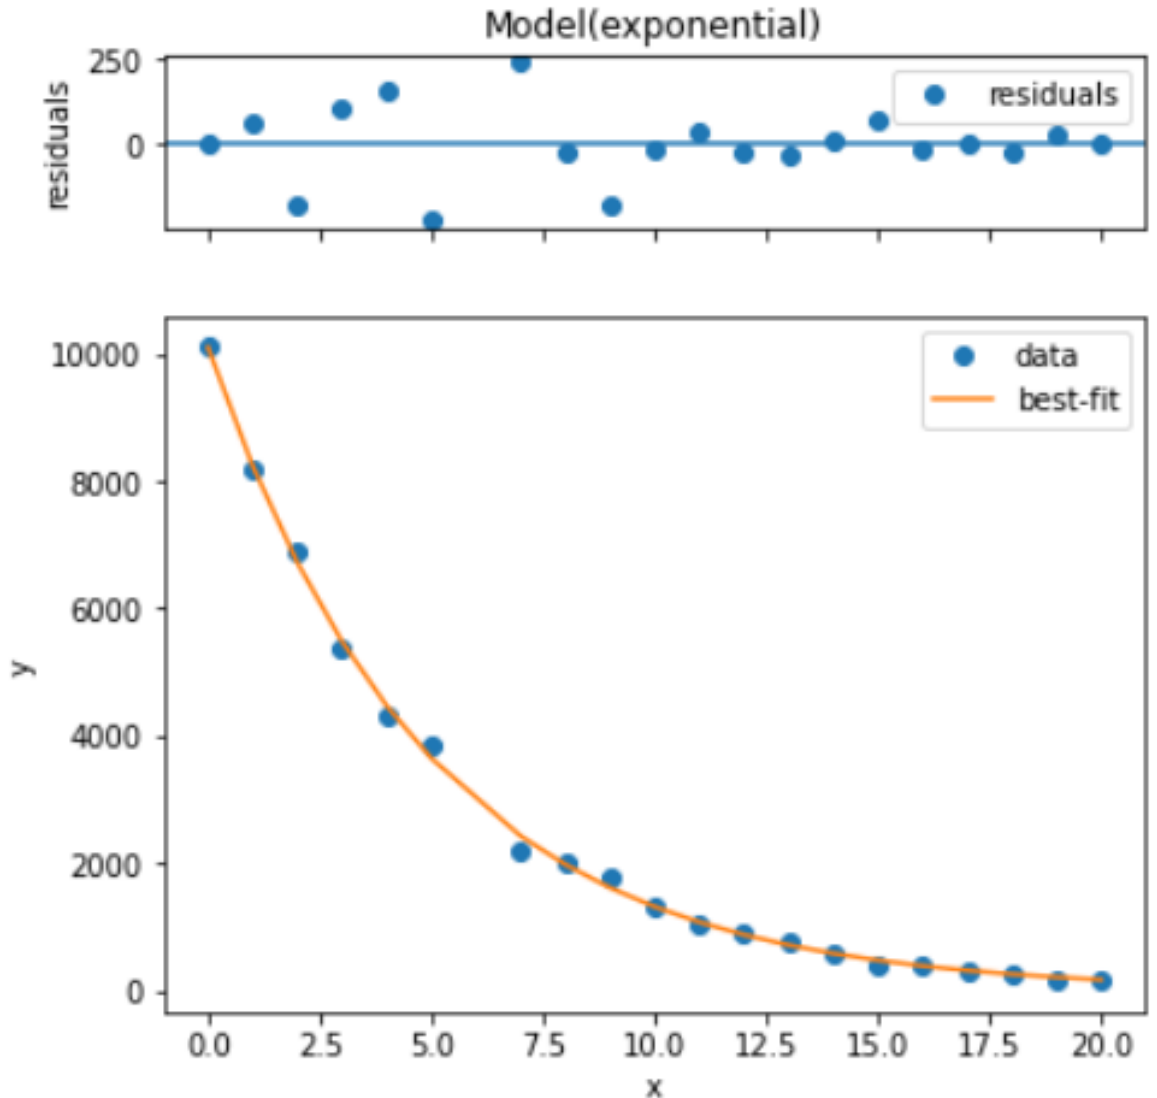 Model(exponential)
250
0
residuals
residuals
10000
8000
6000
4000
2000
0
y
data
best-fit
0.0 2.5 5.0 7.5 10.0 12.5 15.0 17.5 20.0
x